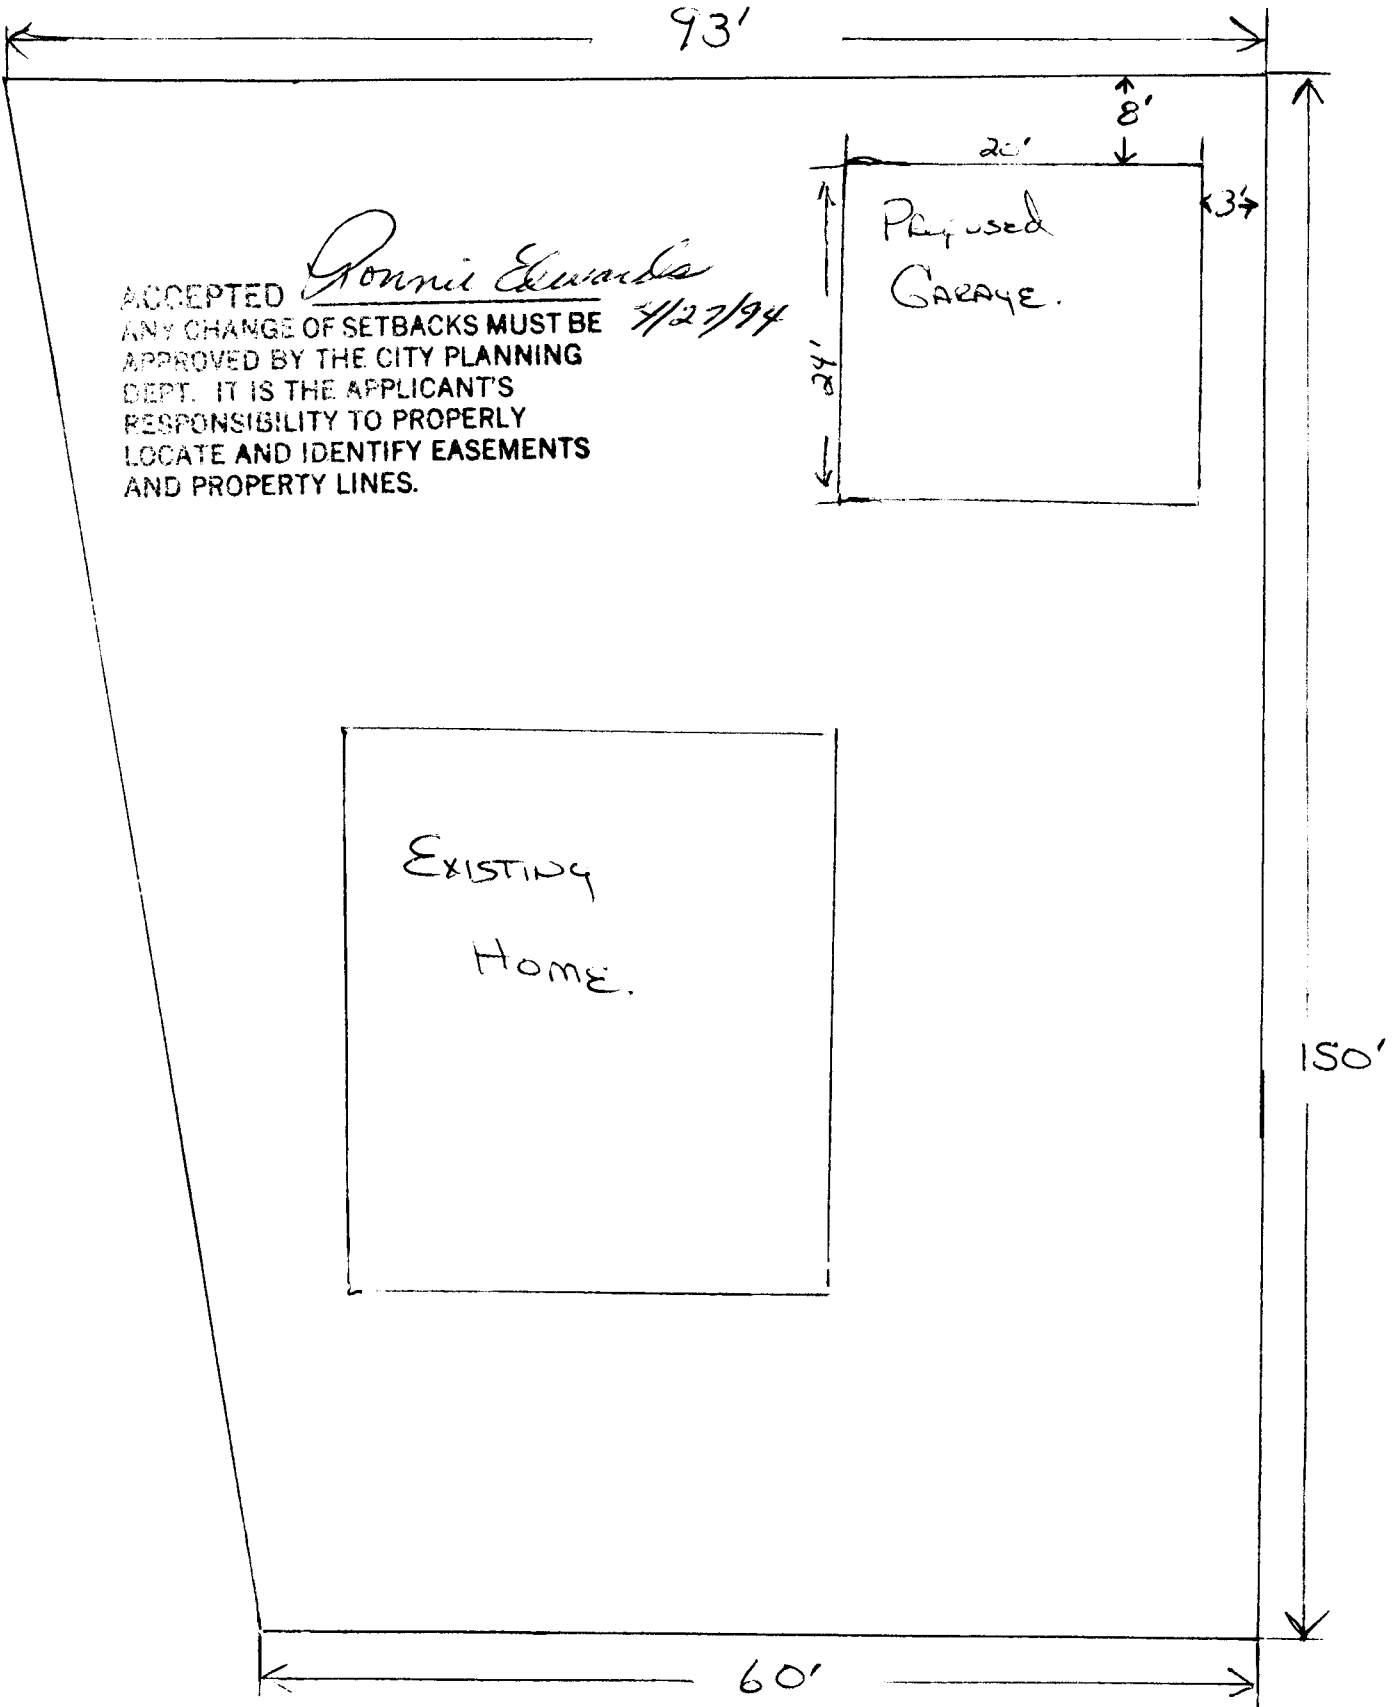 93'
8'
20'
3'
Proposed
GARAGE.
24'
ACCEPTED Ronnie Edwards
4/27/94
ANY CHANGE OF SETBACKS MUST BE
APPROVED BY THE CITY PLANNING
DEPT. IT IS THE APPLICANT'S
RESPONSIBILITY TO PROPERLY
LOCATE AND IDENTIFY EASEMENTS
AND PROPERTY LINES.
EXISTING
HOME.
150'
60'